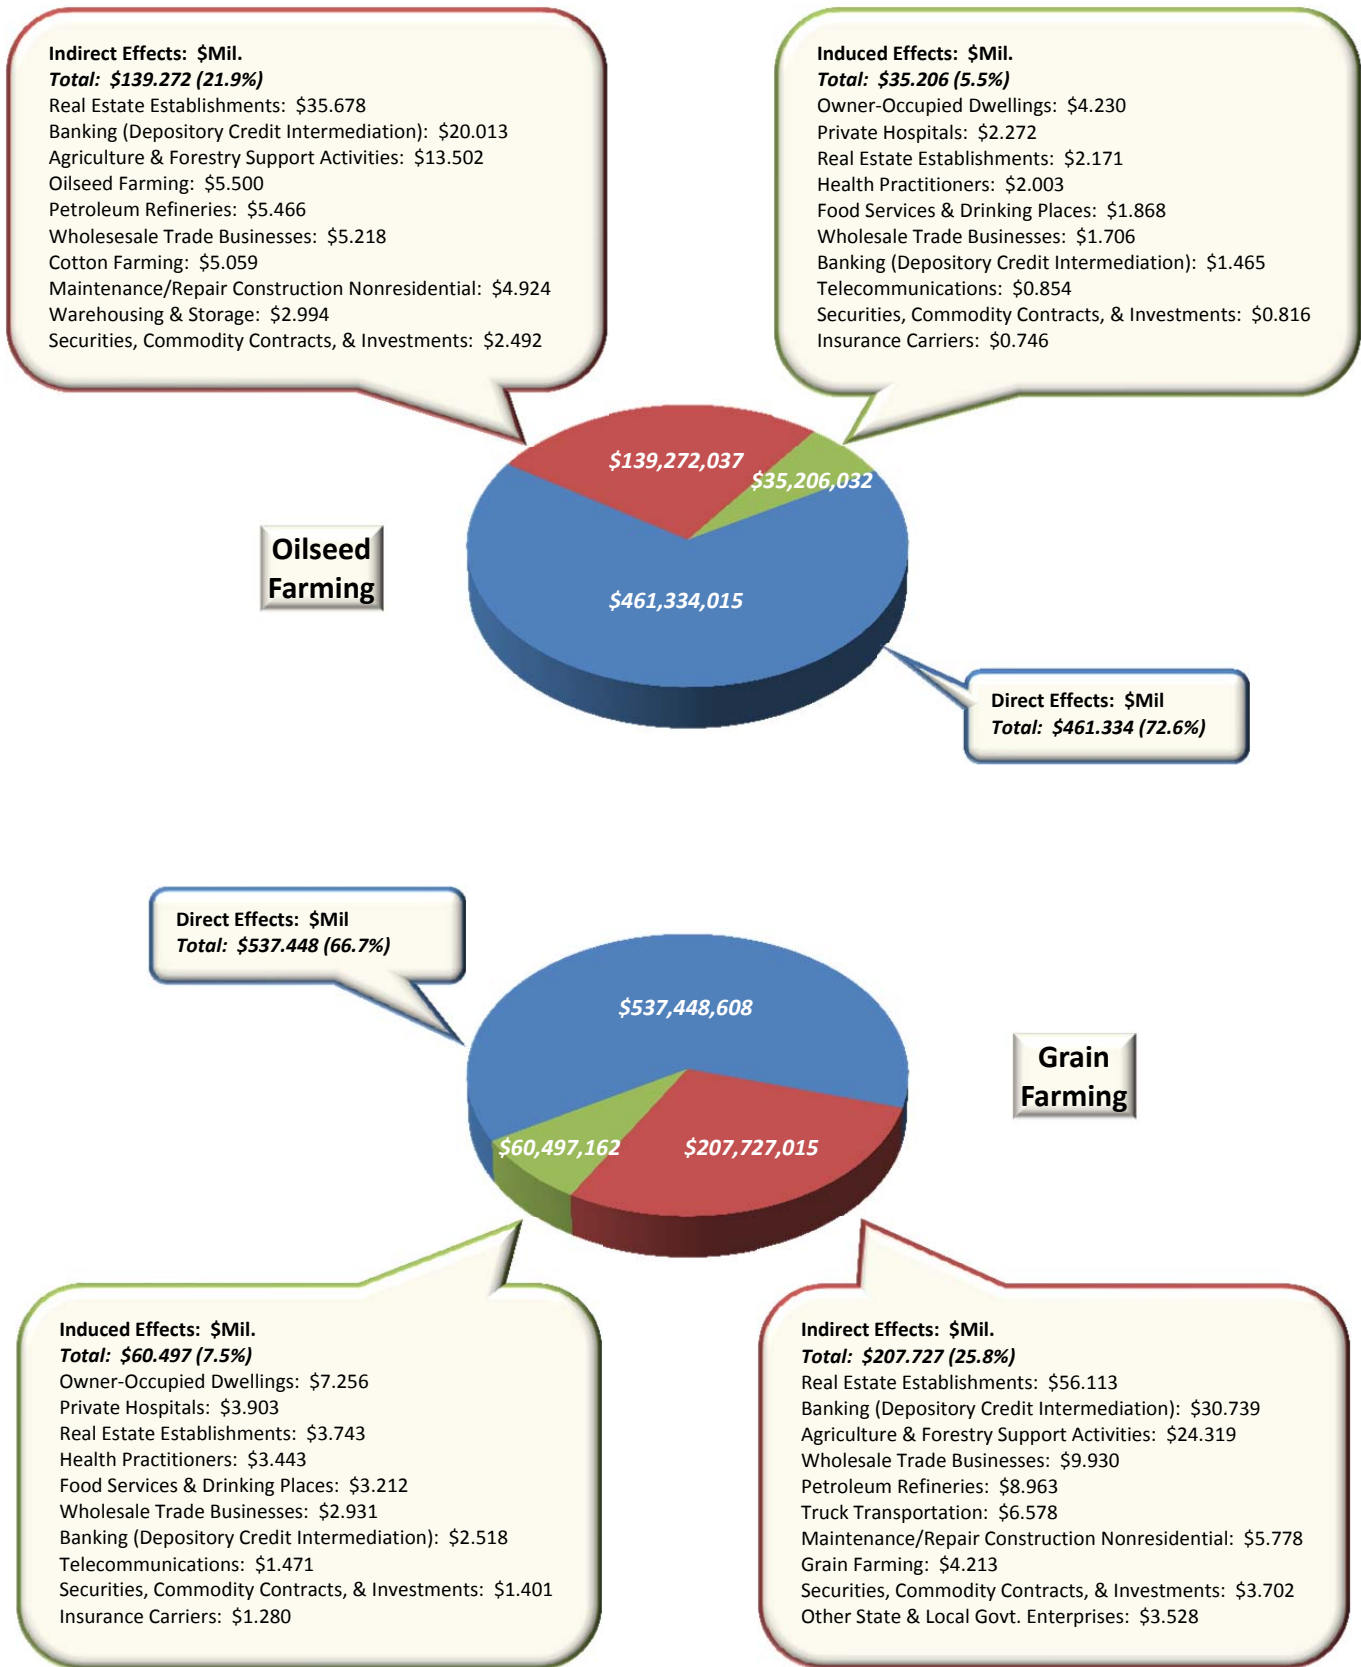 Indirect Effects:  $Mil.
Total:  $139.272 (21.9%)
Real Estate Establishments:  $35.678
Banking (Depository Credit Intermediation):  $20.013
Agriculture & Forestry Support Activities:  $13.502
Oilseed Farming:  $5.500
Petroleum Refineries:  $5.466
Wholesesale Trade Businesses:  $5.218
Cotton Farming:  $5.059
Maintenance/Repair Construction Nonresidential:  $4.924
Warehousing & Storage:  $2.994
Securities, Commodity Contracts, & Investments:  $2.492
Induced Effects:  $Mil.
Total:  $35.206 (5.5%)
Owner-Occupied Dwellings:  $4.230
Private Hospitals:  $2.272
Real Estate Establishments:  $2.171
Health Practitioners:  $2.003
Food Services & Drinking Places:  $1.868
Wholesale Trade Businesses:  $1.706
Banking (Depository Credit Intermediation):  $1.465
Telecommunications:  $0.854
Securities, Commodity Contracts, & Investments:  $0.816
Insurance Carriers:  $0.746
$139,272,037
$35,206,032
Oilseed
Farming
$461,334,015
Direct Effects:  $Mil
Total:  $461.334 (72.6%)
Direct Effects:  $Mil
Total:  $537.448 (66.7%)
$537,448,608
Grain
Farming
$60,497,162
$207,727,015
Induced Effects:  $Mil.
Total:  $60.497 (7.5%)
Owner-Occupied Dwellings:  $7.256
Private Hospitals:  $3.903
Real Estate Establishments:  $3.743
Health Practitioners:  $3.443
Food Services & Drinking Places:  $3.212
Wholesale Trade Businesses:  $2.931
Banking (Depository Credit Intermediation):  $2.518
Telecommunications:  $1.471
Securities, Commodity Contracts, & Investments:  $1.401
Insurance Carriers:  $1.280
Indirect Effects:  $Mil.
Total:  $207.727 (25.8%)
Real Estate Establishments:  $56.113
Banking (Depository Credit Intermediation):  $30.739
Agriculture & Forestry Support Activities:  $24.319
Wholesale Trade Businesses:  $9.930
Petroleum Refineries:  $8.963
Truck Transportation:  $6.578
Maintenance/Repair Construction Nonresidential:  $5.778
Grain Farming:  $4.213
Securities, Commodity Contracts, & Investments:  $3.702
Other State & Local Govt. Enterprises:  $3.528